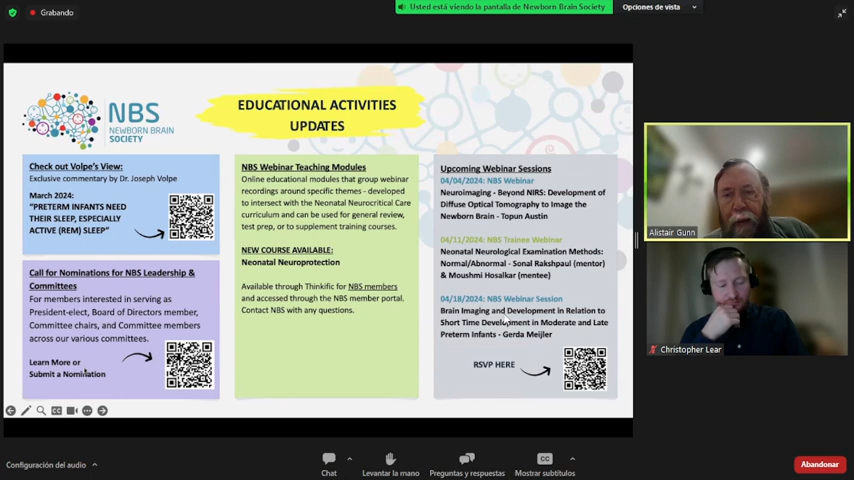 Grabando
Usted está viendo la pantalla de Newborn Brain Society
Opciones de vista
NBS
NEWBORN BRAIN
SOCIETY
EDUCATIONAL ACTIVITIES
UPDATES
Check out Volpe's View:
Exclusive commentary by Dr. Joseph Volpe
March 2024:
"PRETERM INFANTS NEED
THEIR SLEEP, ESPECIALLY
ACTIVE (REM) SLEEP"
Call for Nominations for NBS Leadership &
Committees
For members interested in serving as
President-elect, Board of Directors member,
Committee chairs, and Committee members
across our various committees.
Learn More or
Submit a Nomination
NBS Webinar Teaching Modules
Online educational modules that group webinar
recordings around specific themes - developed
to intersect with the Neonatal Neurocritical Care
curriculum and can be used for general review,
test prep, or to supplement training courses.
NEW COURSE AVAILABLE:
Neonatal Neuroprotection
Available through Thinkific for NBS members
and accessed through the NBS member portal.
Contact NBS with any questions.
Upcoming Webinar Sessions
04/04/2024: NBS Webinar
Neuroimaging - Beyond NIRS: Development of
Diffuse Optical Tomography to Image the
Newborn Brain - Topun Austin
04/11/2024: NBS Trainee Webinar
Neonatal Neurological Examination Methods:
Normal/Abnormal - Sonal Rakshpaul (mentor)
& Moushmi Hosalkar (mentee)
04/18/2024: NBS Webinar Session
Brain Imaging and Development in Relation to
Short Time Development in Moderate and Late
Preterm Infants - Gerda Meijler
RSVP HERE
Alistair Gunn
Christopher Lear
Configuración del audio
Chat
Levantar la mano
Preguntas y respuestas
Mostrar subtítulos
Abandonar